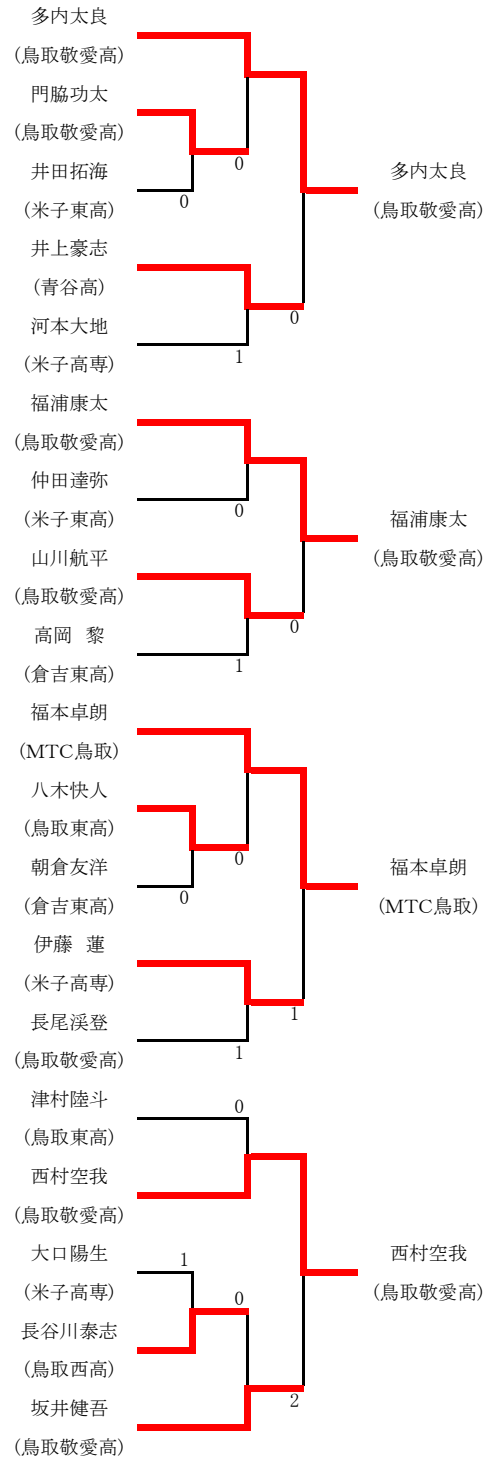 多内太良
(鳥取敬愛高)
門脇功太
(鳥取敬愛高)
0
井田拓海
多内太良
(米子東高)
0
(鳥取敬愛高)
井上豪志
(青谷高)
河本大地
0
(米子高専)
1
福浦康太
(鳥取敬愛高)
仲田達弥
(米子東高)
0
福浦康太
山川航平
(鳥取敬愛高)
(鳥取敬愛高)
高岡 黎
0
(倉吉東高)
1
福本卓朗
(MTC鳥取)
八木快人
(鳥取東高)
朝倉友洋
0
福本卓朗
(倉吉東高)
0
(MTC鳥取)
伊藤 蓮
(米子高専)
長尾渓登
1
(鳥取敬愛高)
1
津村陸斗
0
(鳥取東高)
西村空我
(鳥取敬愛高)
大口陽生
1
西村空我
(米子高専)
0
(鳥取敬愛高)
長谷川泰志
(鳥取西高)
坂井健吾
2
(鳥取敬愛高)